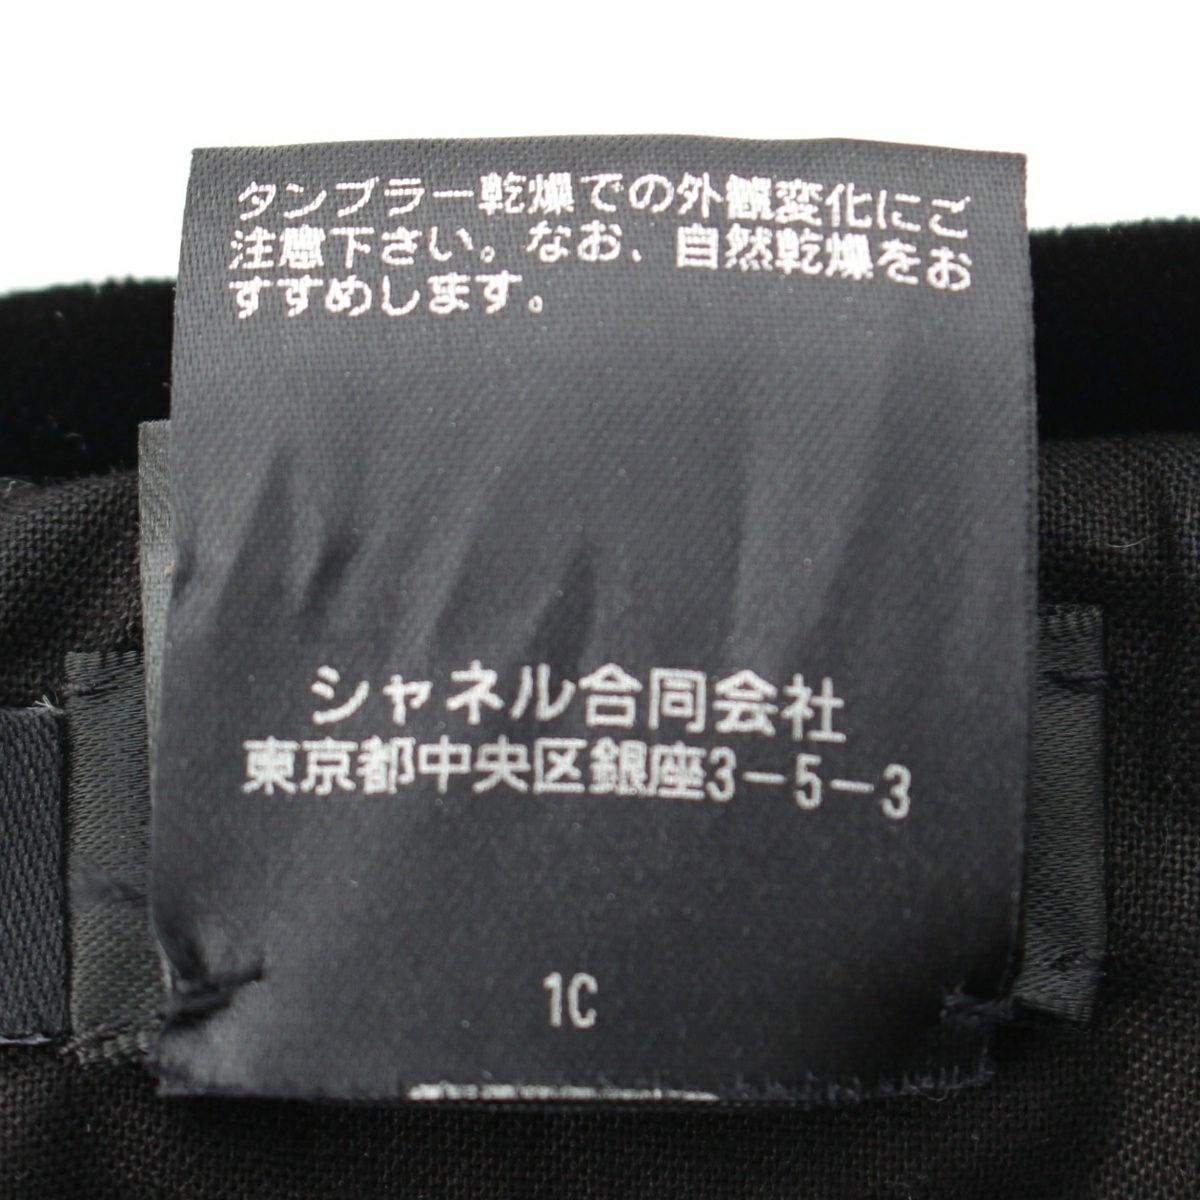 タンブラー乾燥での外観変化にご
注意下さい。なお、自然乾燥をお
すすめします。
シャネル合同会社
東京都中央区銀座3-5-3
1C